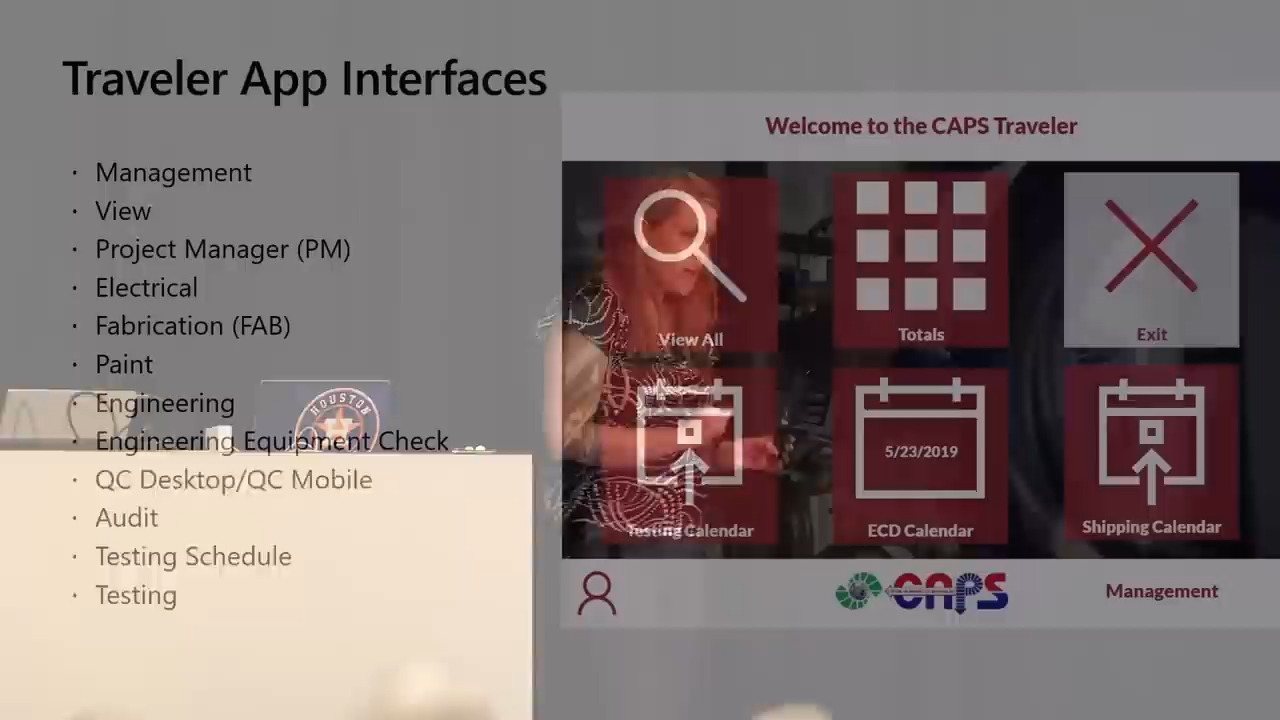 Traveler App Interfaces
· Management
· View
· Project Manager (PM)
· Electrical
· Fabrication (FAB)
· Paint
· Engineering
· Engineering Equipment Check
· QC Desktop/QC Mobile
· Audit
· Testing Schedule
· Testing
HOUSTON
Welcome to the CAPS Traveler
View All
Totals
Exit
Testing Calendar
5/23/2019
ECD Calendar
Shipping Calendar
CAPS
Management